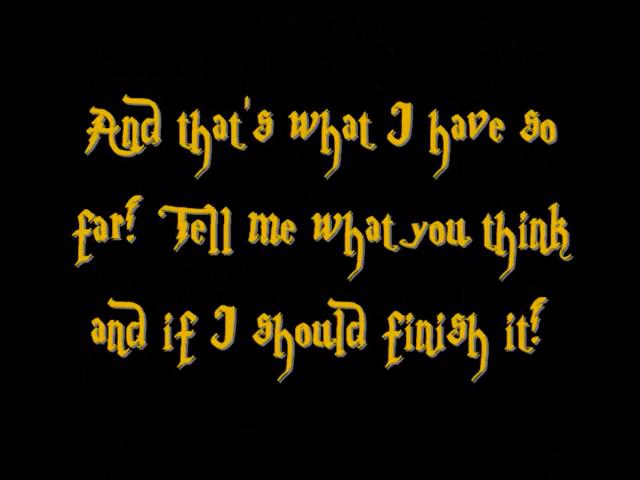 And that's what I have so
far! Tell me what you think
and if I should finish it!